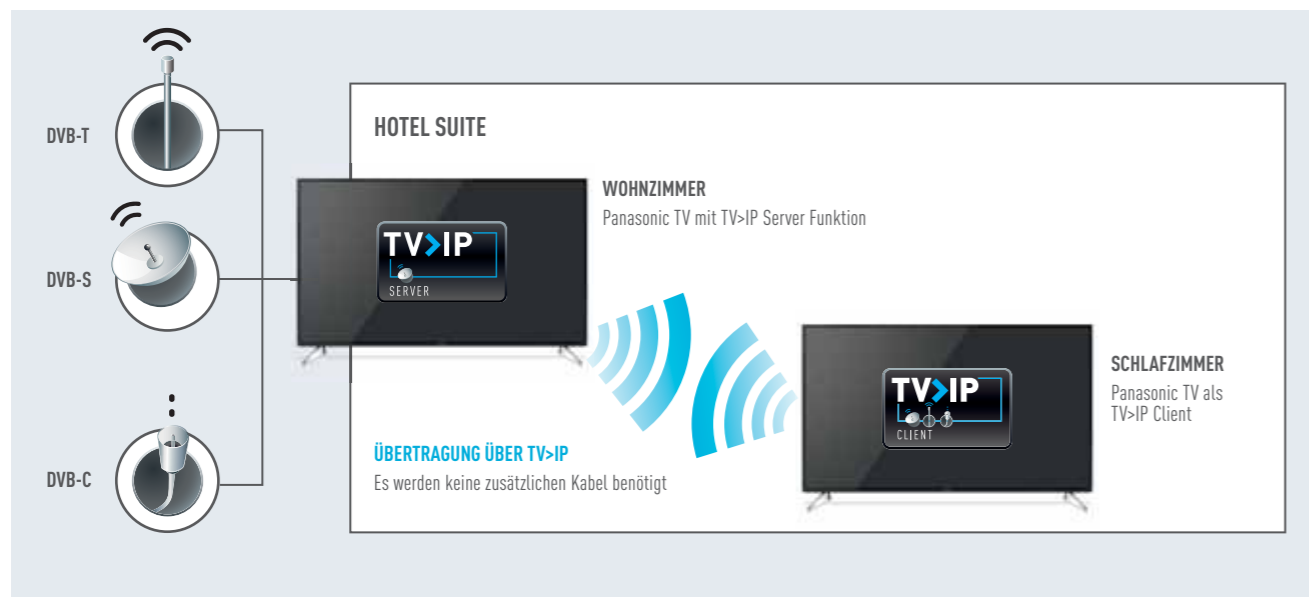 DVB-T
DVB-S
DVB-C
HOTEL SUITE
WOHNZIMMER
Panasonic TV mit TV>IP Server Funktion
TV>IP
SERVER
ÜBERTRAGUNG ÜBER TV>IP
Es werden keine zusätzlichen Kabel benötigt
TV>IP
CLIENT
SCHLAFZIMMER
Panasonic TV als
TV>IP Client